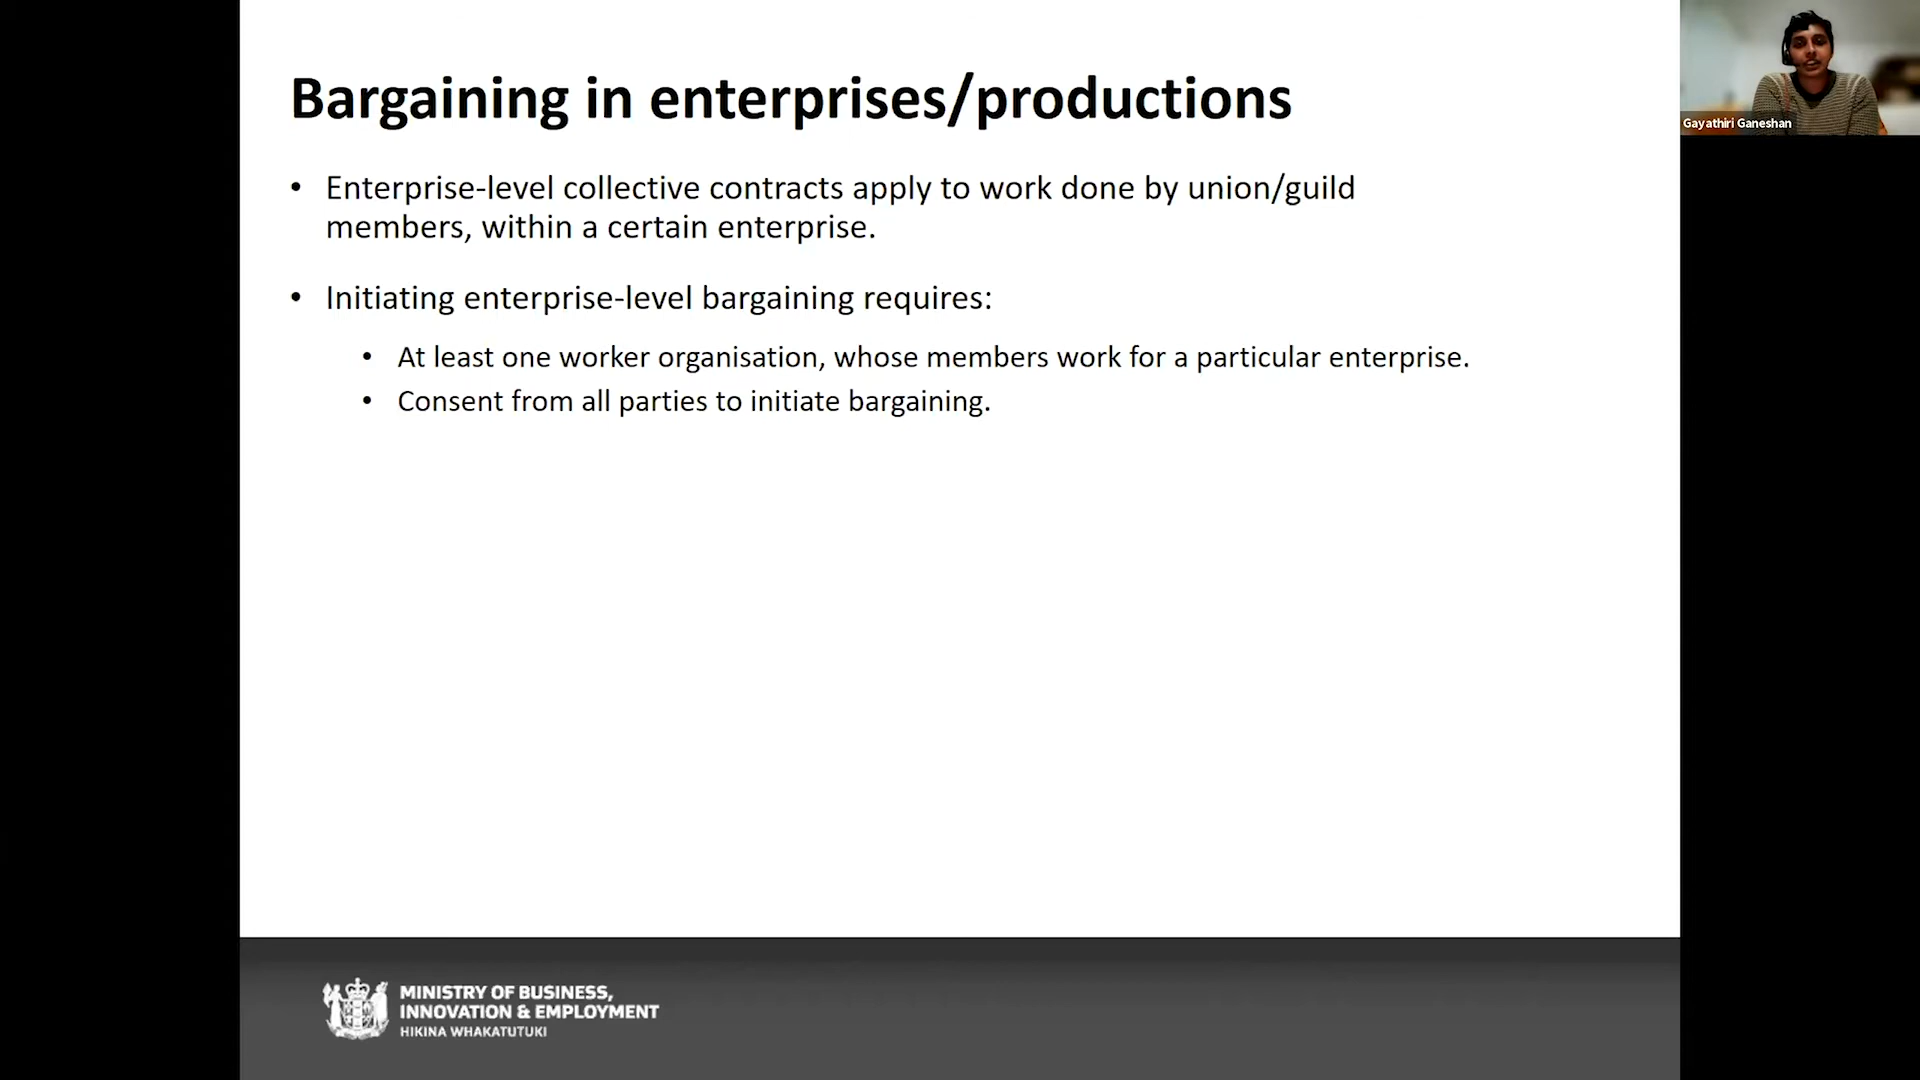 Bargaining in enterprises/productions
• Enterprise-level collective contracts apply to work done by union/guild
members, within a certain enterprise.
• Initiating enterprise-level bargaining requires:
• At least one worker organisation, whose members work for a particular enterprise.
• Consent from all parties to initiate bargaining.
Gayathiri Ganeshan
MINISTRY OF BUSINESS,
INNOVATION & EMPLOYMENT
HIKINA WHAKATUTUKI